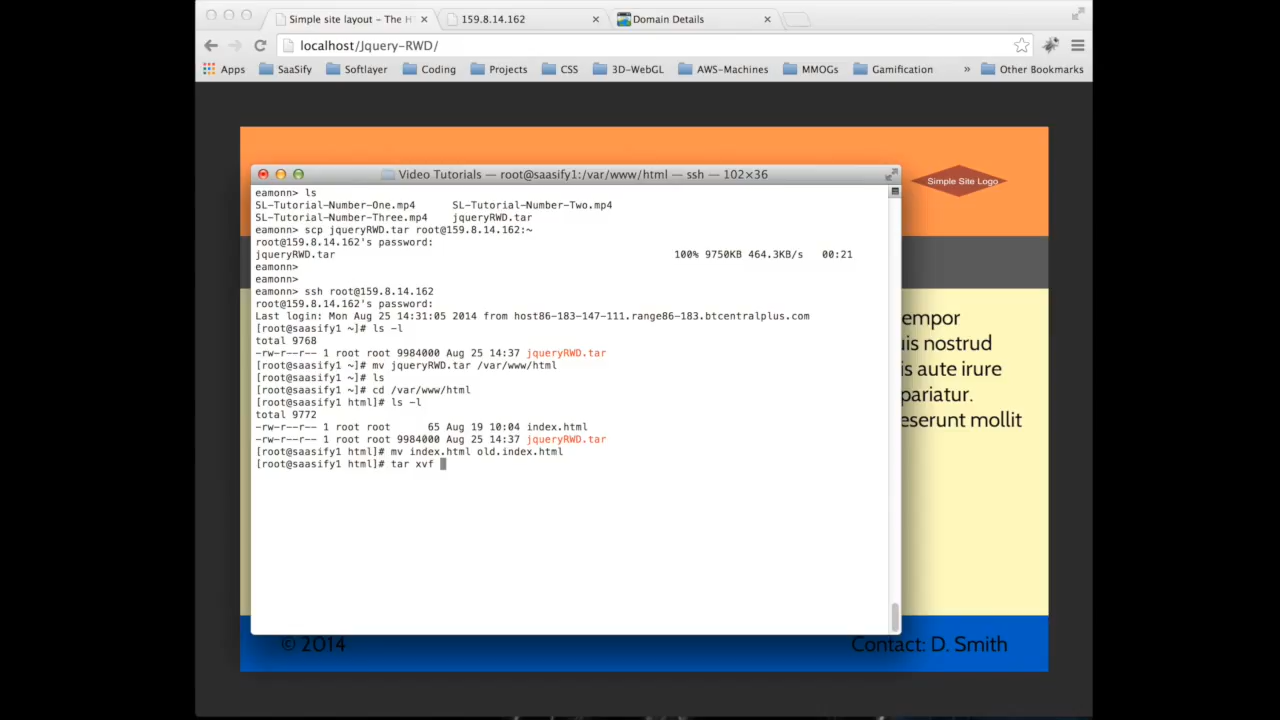 Simple site layout – The H
159.8.14.162
Domain Details
localhost/Jquery-RWD/
Apps SaaSify Softlayer Coding Projects CSS 3D-WebGL AWS-Machines MMOGs Gamification » Other Bookmarks
Simple Site Logo
Video Tutorials — root@saasify1:/var/www/html — ssh — 102×36
eamonn> ls
SL-Tutorial-Number-One.mp4 SL-Tutorial-Number-Two.mp4
SL-Tutorial-Number-Three.mp4 jqueryRWD.tar
eamonn> scp jqueryRWD.tar root@159.8.14.162:~
root@159.8.14.162's password:
jqueryRWD.tar 100% 9750KB 464.3KB/s 00:21
eamonn>
eamonn>
eamonn> ssh root@159.8.14.162
root@159.8.14.162's password:
Last login: Mon Aug 25 14:31:05 2014 from host86-183-147-111.range86-183.btcentralplus.com
[root@saasify1 ~]# ls -l
total 9768
-rw-r--r-- 1 root root 9984000 Aug 25 14:37 jqueryRWD.tar
[root@saasify1 ~]# mv jqueryRWD.tar /var/www/html
[root@saasify1 ~]# ls
[root@saasify1 ~]# cd /var/www/html
[root@saasify1 html]# ls -l
total 9772
-rw-r--r-- 1 root root 65 Aug 19 10:04 index.html
-rw-r--r-- 1 root root 9984000 Aug 25 14:37 jqueryRWD.tar
[root@saasify1 html]# mv index.html old.index.html
[root@saasify1 html]# tar xvf
empor
uis nostrud
is aute irure
pariatur.
eserunt mollit
© 2014
Contact: D. Smith